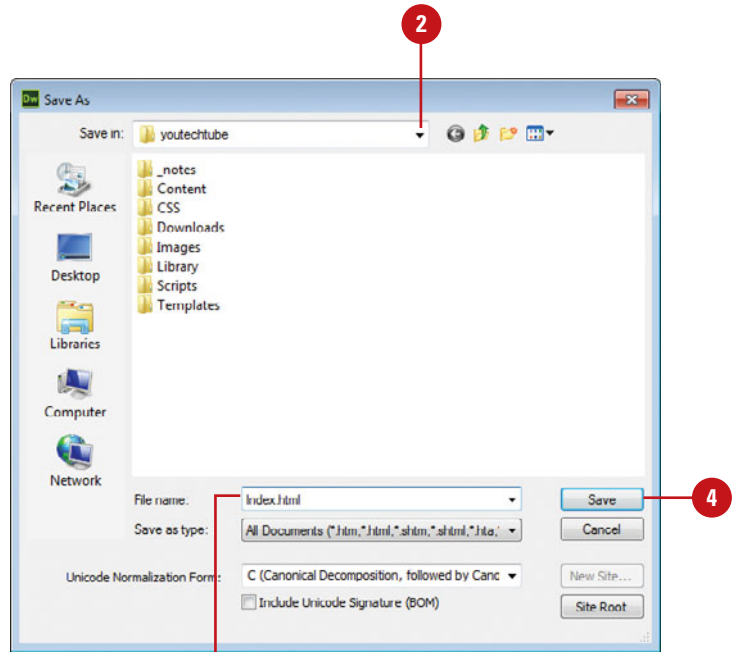 2
Dw Save As
Save in: youtechtube
Recent Places
Desktop
Libraries
Computer
Network
_notes
Content
CSS
Downloads
Images
Library
Scripts
Templates
File name: Index.html Save
4
Save as type: All Documents (*.htm,*.html,*.shtm,*.shtml,*.hta,* Cancel
Unicode Normalization Form: C (Canonical Decomposition, followed by Canc New Site...
Include Unicode Signature (BOM) Site Root